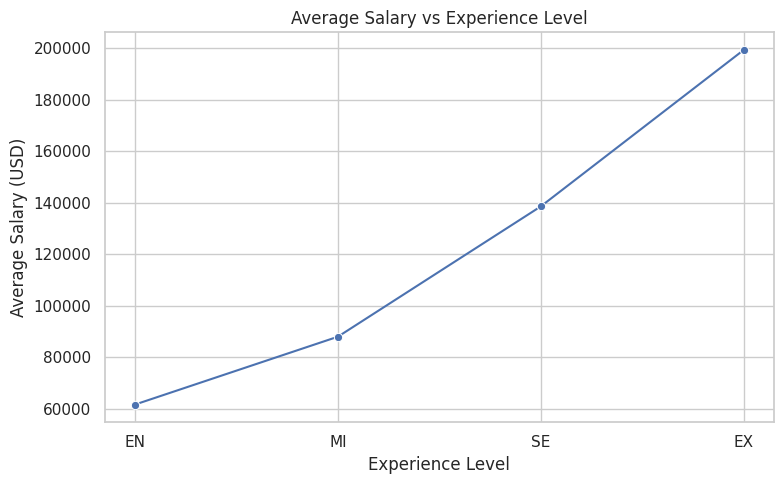 Average Salary vs Experience Level
200000
180000
160000
140000
120000
100000
80000
60000
Average Salary (USD)
EN MI SE EX
Experience Level